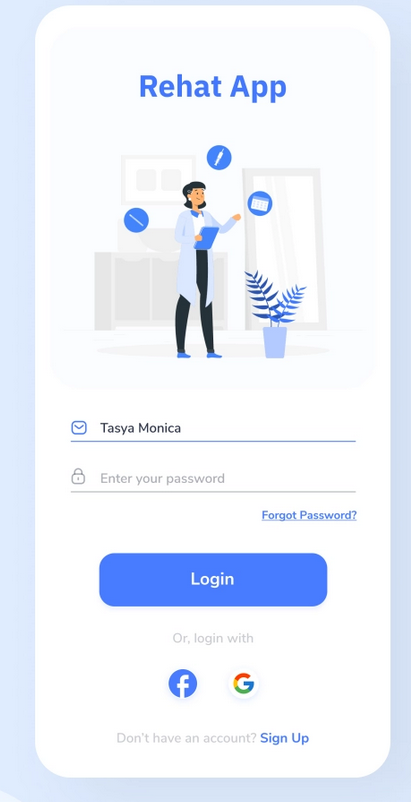 Rehat App
Tasya Monica
Enter your password
Forgot Password?
Login
Or, login with
Don't have an account? Sign Up